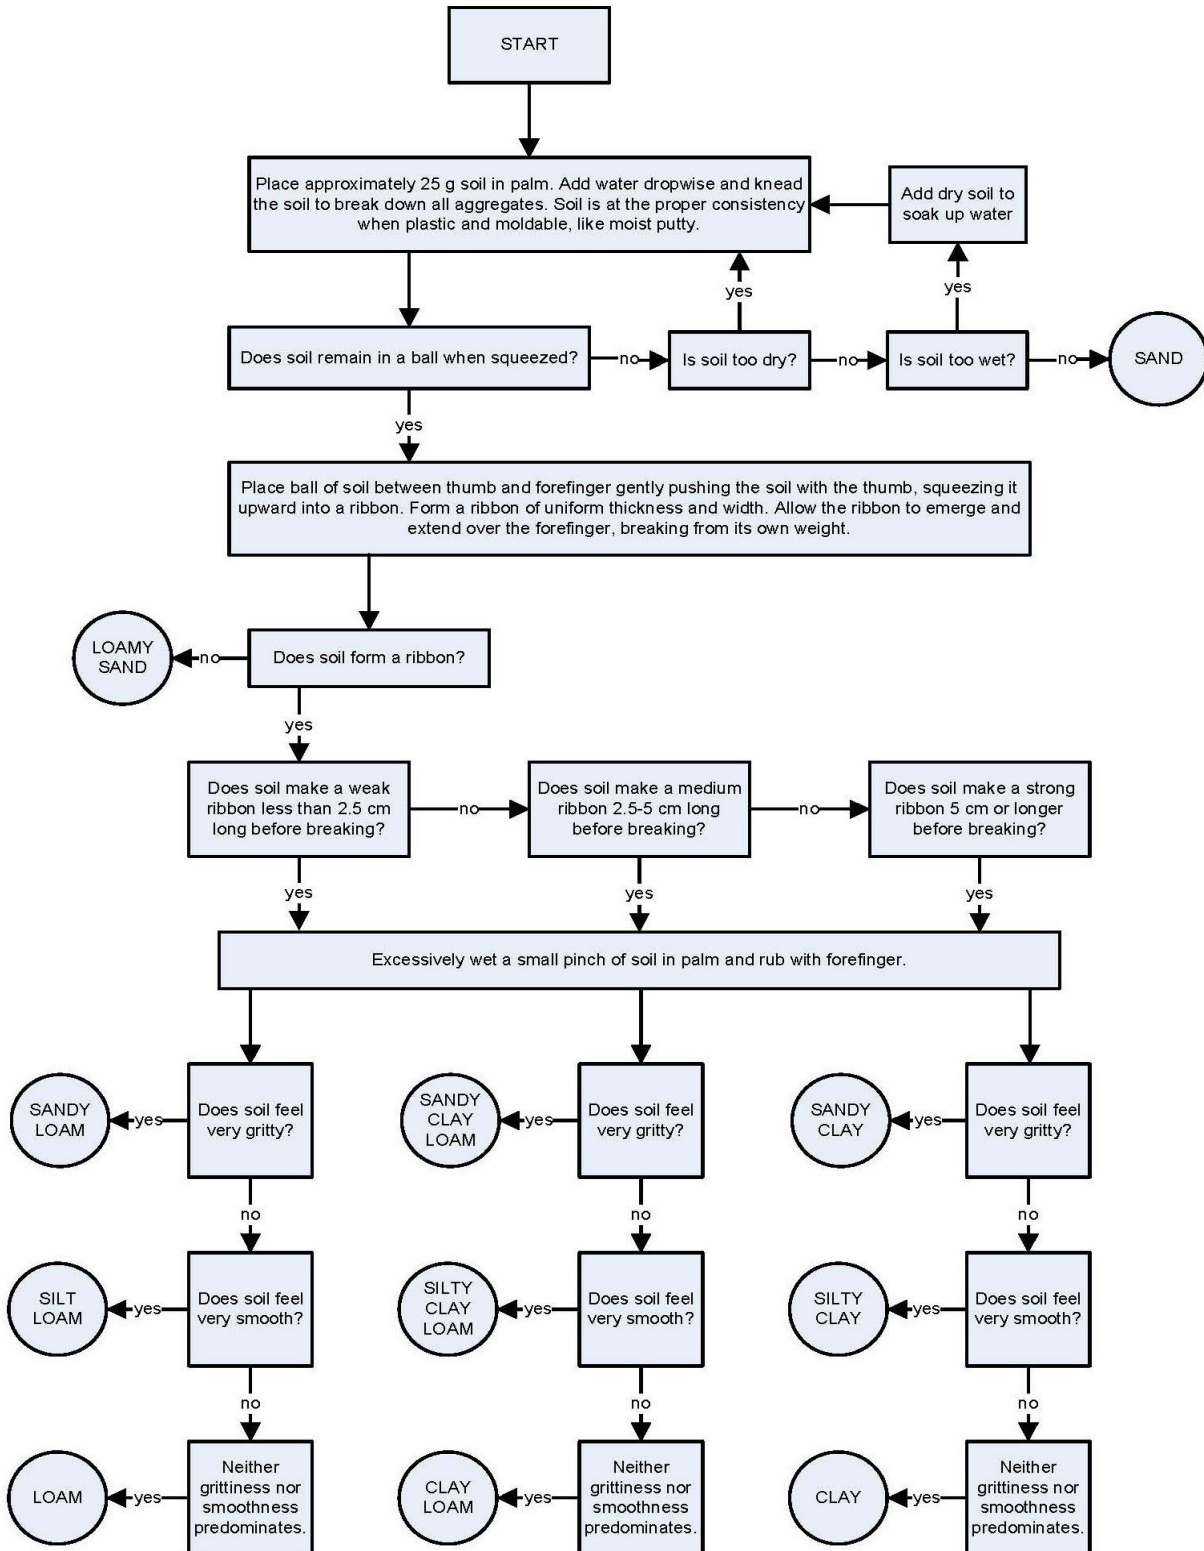 START
Place approximately 25 g soil in palm. Add water dropwise and knead
the soil to break down all aggregates. Soil is at the proper consistency
when plastic and moldable, like moist putty.
Add dry soil to
soak up water
yes
yes
Does soil remain in a ball when squeezed?
no
Is soil too dry?
no
Is soil too wet?
no
SAND
yes
Place ball of soil between thumb and forefinger gently pushing the soil with the thumb, squeezing it
upward into a ribbon. Form a ribbon of uniform thickness and width. Allow the ribbon to emerge and
extend over the forefinger, breaking from its own weight.
LOAMY
SAND
no
Does soil form a ribbon?
yes
Does soil make a weak
ribbon less than 2.5 cm
long before breaking?
no
Does soil make a medium
ribbon 2.5-5 cm long
before breaking?
no
Does soil make a strong
ribbon 5 cm or longer
before breaking?
yes
yes
yes
Excessively wet a small pinch of soil in palm and rub with forefinger.
SANDY
LOAM
yes
Does soil feel
very gritty?
SANDY
CLAY
LOAM
yes
Does soil feel
very gritty?
SANDY
CLAY
yes
Does soil feel
very gritty?
no
no
no
SILT
LOAM
yes
Does soil feel
very smooth?
SILTY
CLAY
LOAM
yes
Does soil feel
very smooth?
SILTY
CLAY
yes
Does soil feel
very smooth?
no
no
no
LOAM
yes
Neither
grittiness nor
smoothness
predominates.
CLAY
LOAM
yes
Neither
grittiness nor
smoothness
predominates.
CLAY
yes
Neither
grittiness nor
smoothness
predominates.